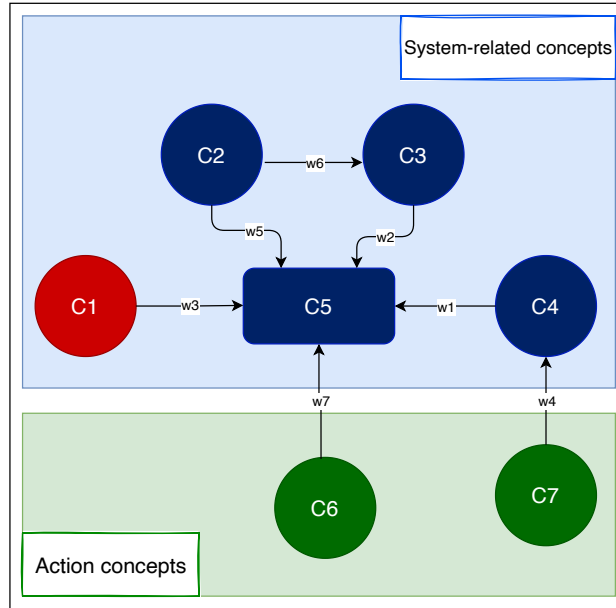 System-related concepts
C2
C3
w6
w5
w2
C1
w3
C5
w1
C4
w7
w4
C6
C7
Action concepts